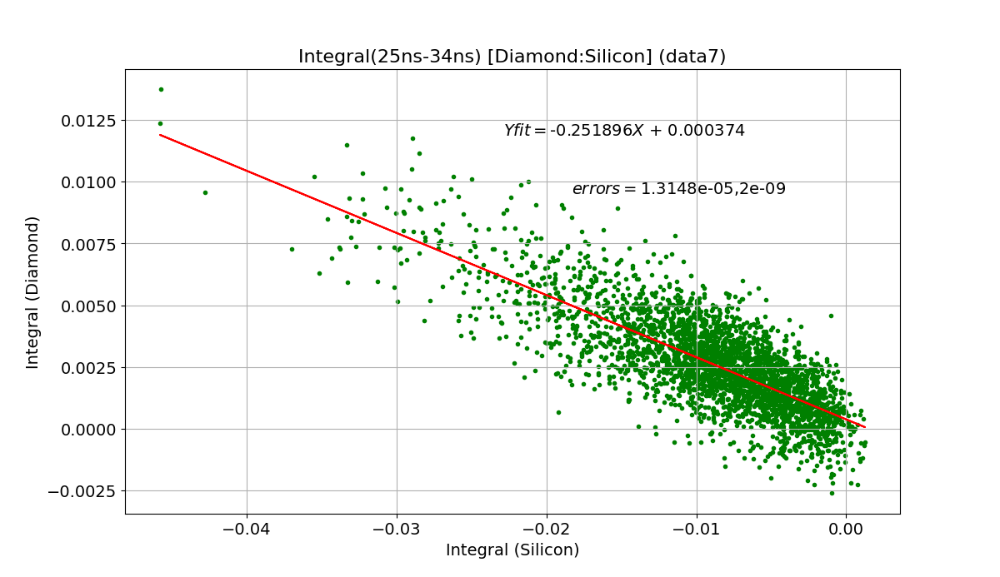 Integral(25ns-34ns) [Diamond:Silicon] (data7)
0.0125
0.0100
0.0075
0.0050
0.0025
0.0000
−0.0025
Integral (Diamond)
Yfit = -0.251896X + 0.000374
errors = 1.3148e-05,2e-09
−0.04
−0.03
−0.02
−0.01
0.00
Integral (Silicon)